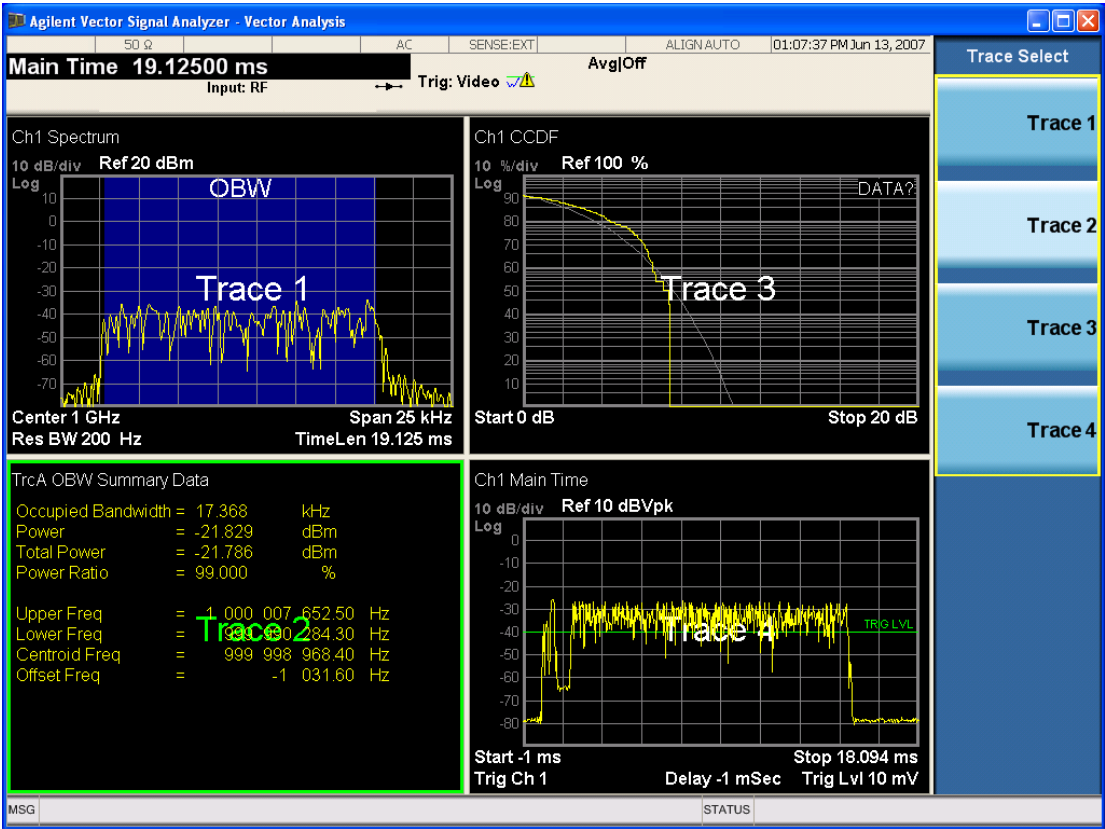 Agilent Vector Signal Analyzer - Vector Analysis
50 Ω AC SENSE:EXT ALIGN AUTO 01:07:37 PM Jun 13, 2007
Main Time 19.12500 ms
Input: RF
Trig: Video
Avg|Off
Trace Select
Trace 1
Trace 2
Trace 3
Trace 4
Ch1 Spectrum
10 dB/div Ref 20 dBm
Log
OBW
10
0
-10
-20
-30
-40
-50
-60
-70
Trace 1
Center 1 GHz Span 25 kHz
Res BW 200 Hz TimeLen 19.125 ms
Ch1 CCDF
10 %/div Ref 100 %
Log
DATA?
90
80
70
60
50
40
30
20
10
Trace 3
Start 0 dB Stop 20 dB
TrcA OBW Summary Data
Occupied Bandwidth = 17.368 kHz
Power = -21.829 dBm
Total Power = -21.786 dBm
Power Ratio = 99.000 %
Upper Freq = 1 000 007 652.50 Hz
Trace 2
Lower Freq = 999 990 284.30 Hz
Centroid Freq = 999 998 968.40 Hz
Offset Freq = -1 031.60 Hz
Ch1 Main Time
10 dB/div Ref 10 dBVpk
Log
0
-10
-20
-30
-40
-50
-60
-70
-80
TRIG LVL
Trace 4
Start -1 ms Stop 18.094 ms
Trig Ch 1 Delay -1 mSec Trig Lvl 10 mV
MSG STATUS